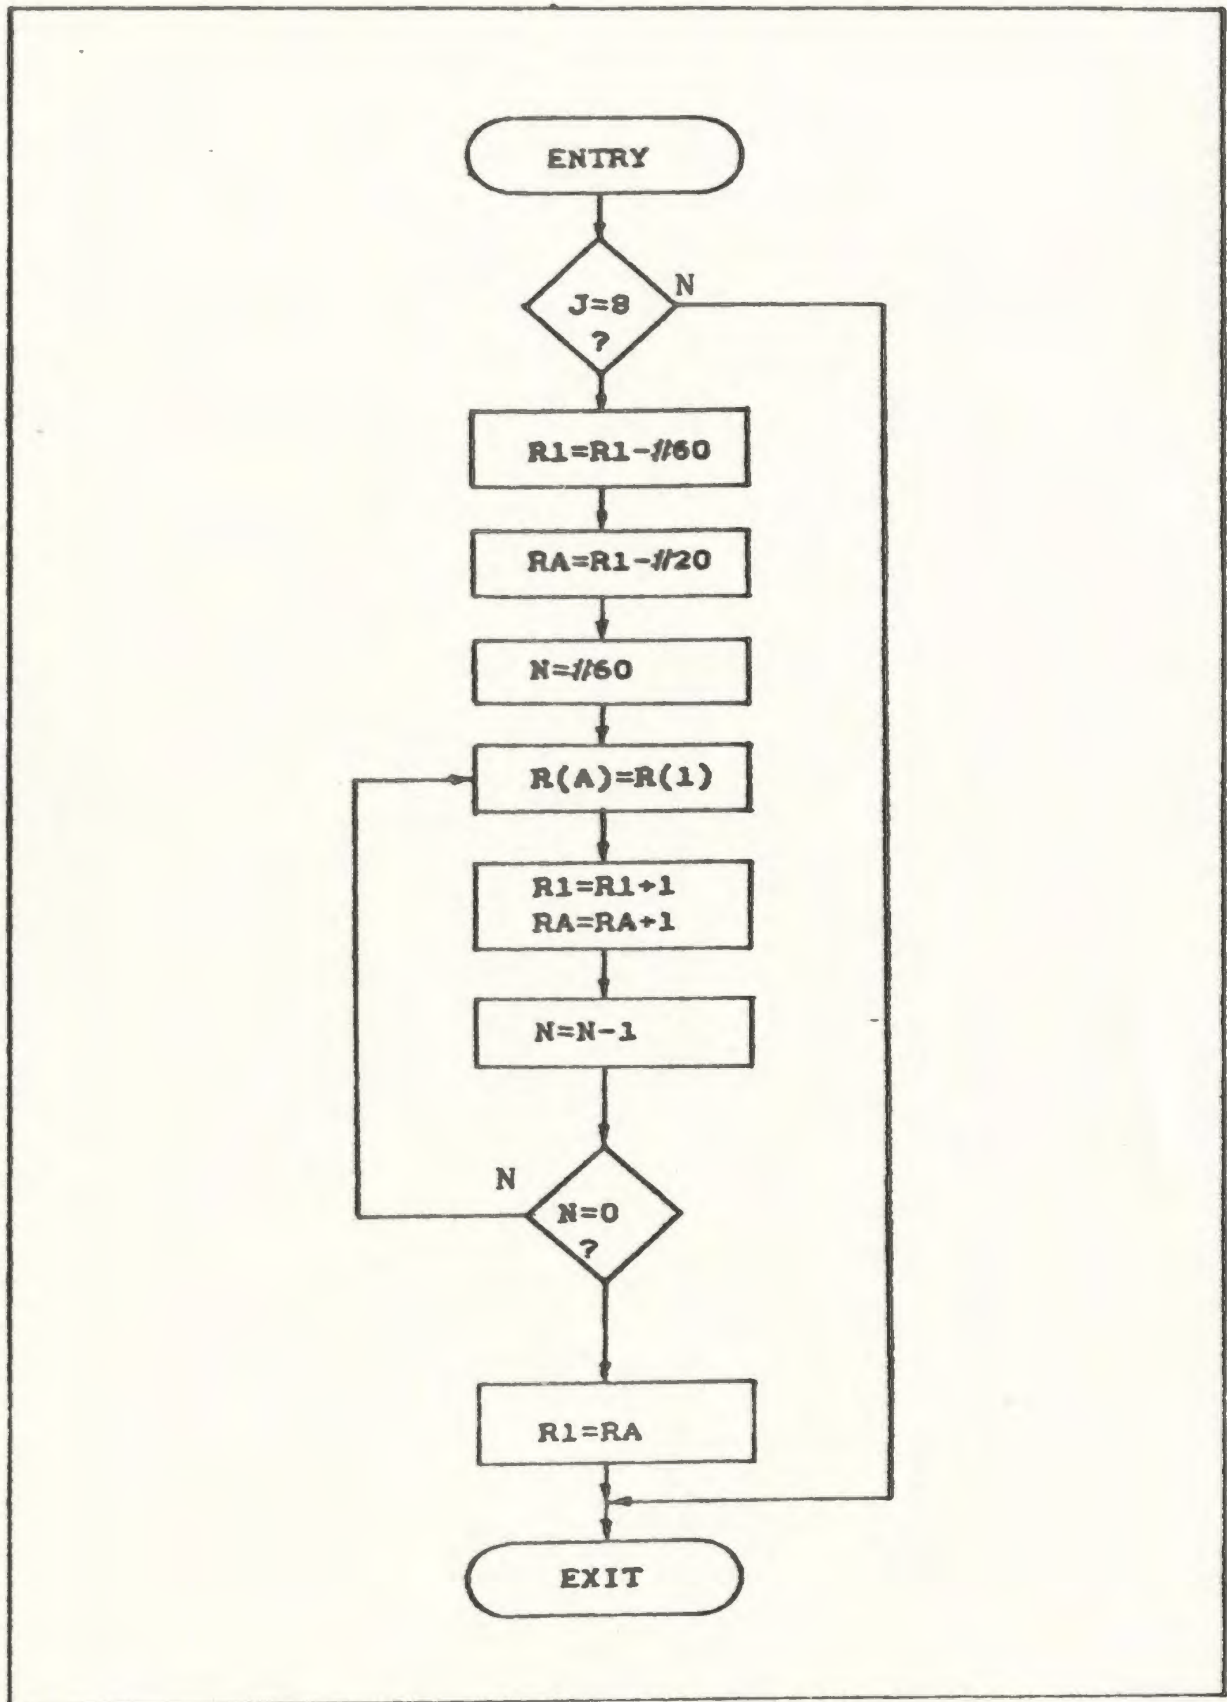 ENTRY
J=8
?
N
R1=R1-//60
RA=R1-//20
N=//60
R(A)=R(1)
R1=R1+1
RA=RA+1
N=N-1
N
N=0
?
R1=RA
EXIT